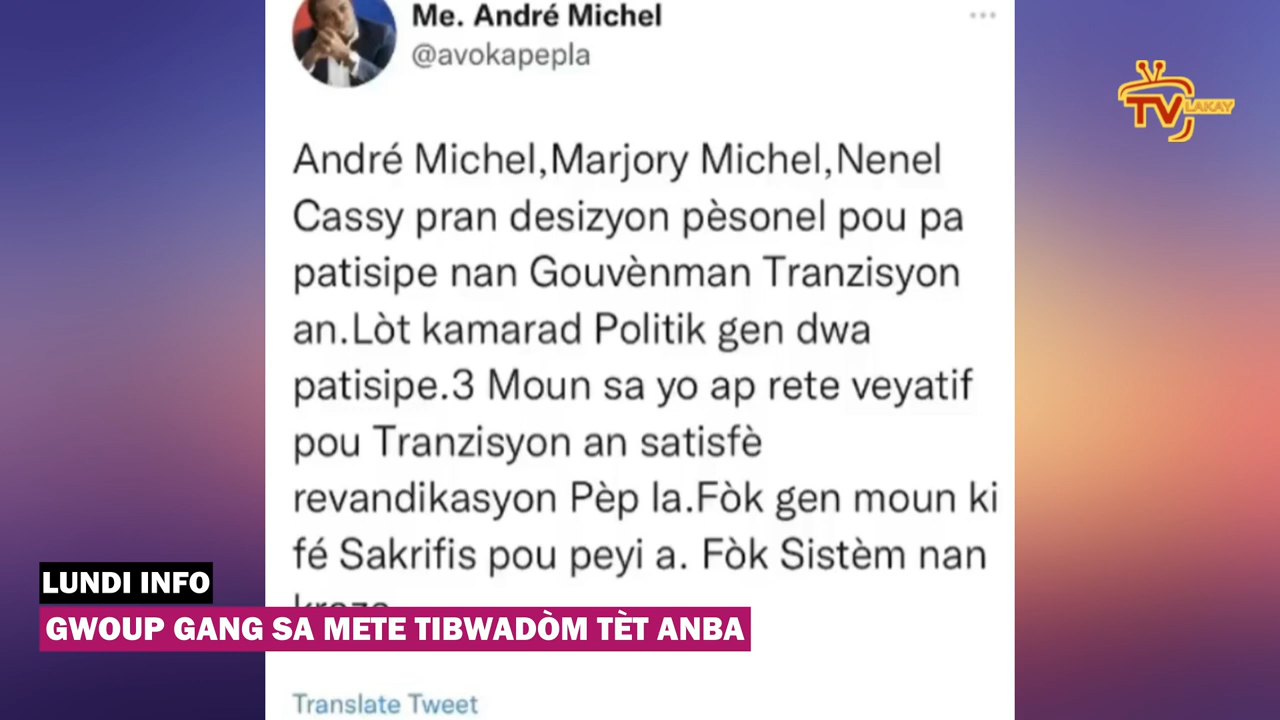 Me. André Michel
@avokapepla
TV LAKAY
André Michel,Marjory Michel,Nenel
Cassy pran desizyon pèsonel pou pa
patisipe nan Gouvènman Tranzisyon
an.Lòt kamarad Politik gen dwa
patisipe.3 Moun sa yo ap rete veyatif
pou Tranzisyon an satisfè
revandikasyon Pèp la.Fòk gen moun ki
fé Sakrifis pou peyi a. Fòk Sistèm nan
LUNDI INFO
GWOUP GANG SA METE TIBWADÒM TÈT ANBA
Translate Tweet